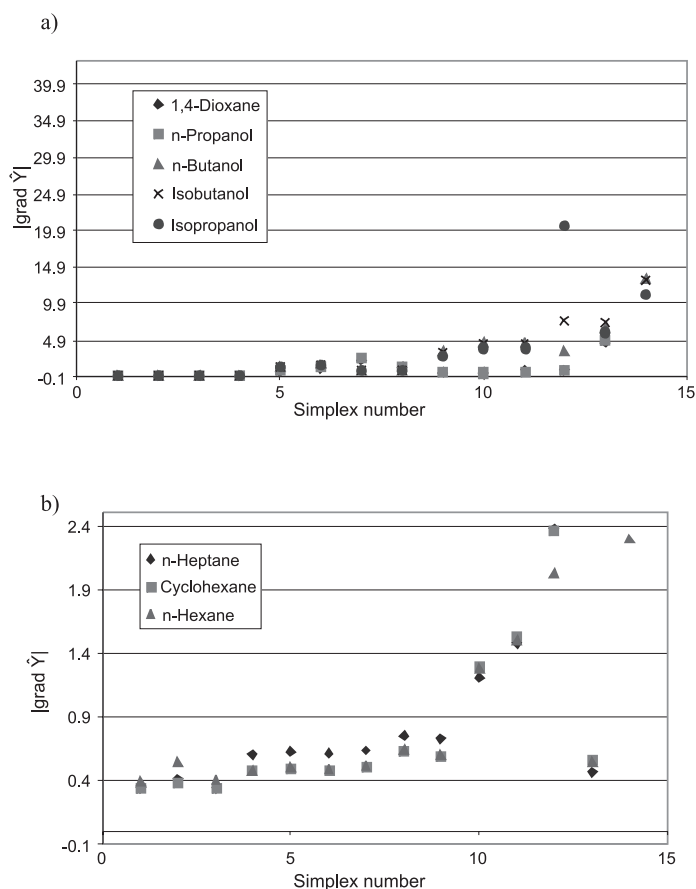 a)
39.9
34.9
29.9
24.9
19.9
14.9
9.9
4.9
-0.1
|grad Ŷ|
1,4-Dioxane
n-Propanol
n-Butanol
Isobutanol
Isopropanol
5
10
15
Simplex number
b)
2.4
1.9
1.4
0.9
0.4
-0.1
|grad Ŷ|
n-Heptane
Cyclohexane
n-Hexane
5
10
15
Simplex number